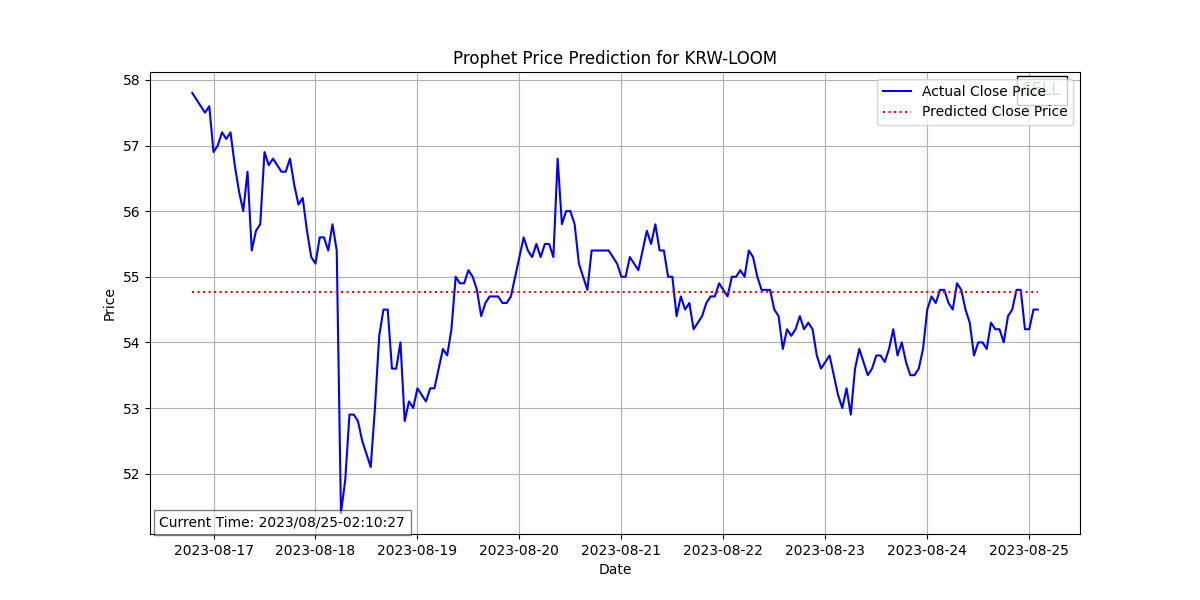 Prophet Price Prediction for KRW-LOOM
Actual Close Price
Predicted Close Price
SELL
58
57
56
55
54
53
52
Price
Current Time: 2023/08/25-02:10:27
2023-08-17
2023-08-18
2023-08-19
2023-08-20
2023-08-21
2023-08-22
2023-08-23
2023-08-24
2023-08-25
Date